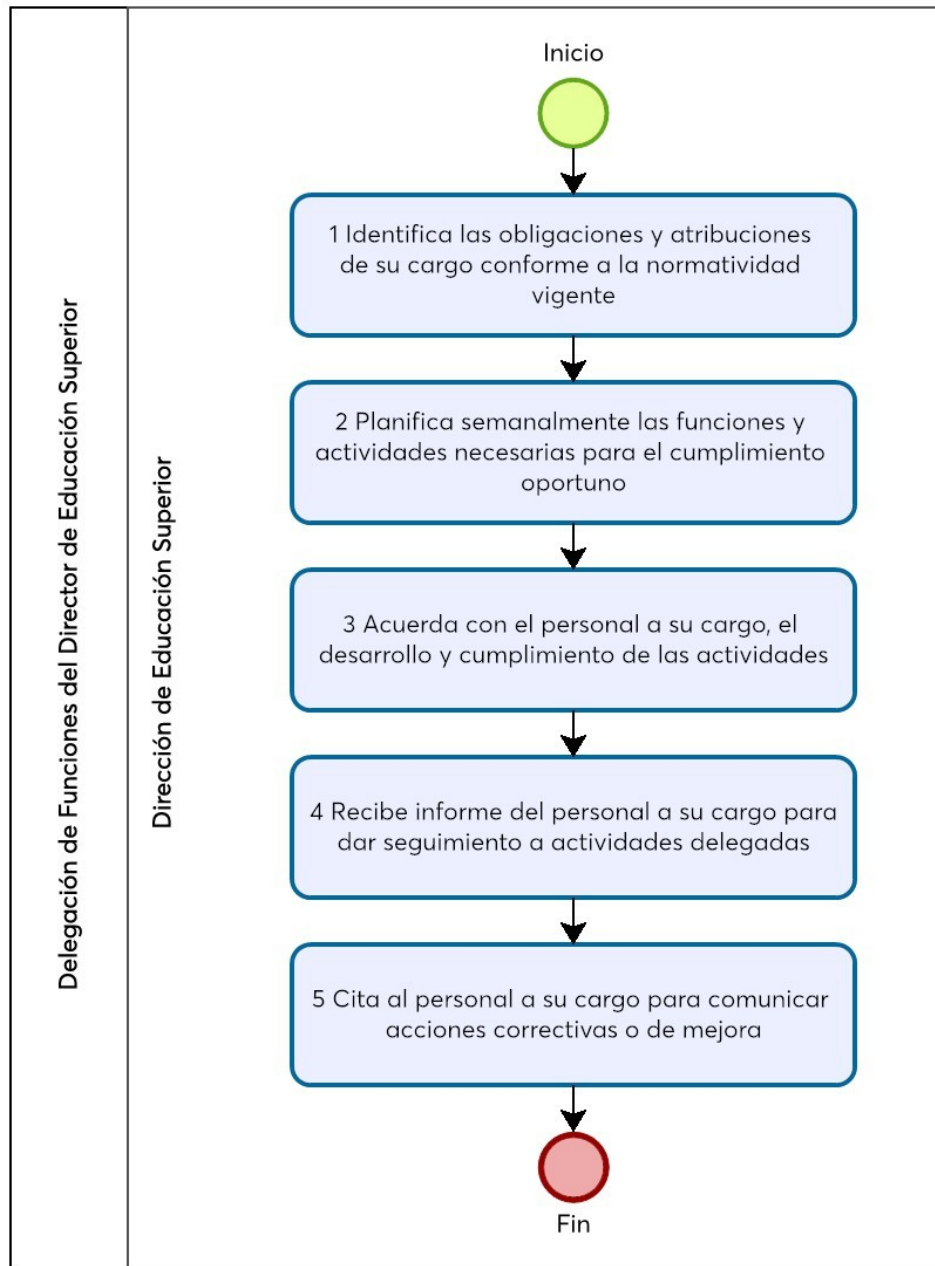 Delegación de Funciones del Director de Educación Superior
Dirección de Educación Superior
Inicio
1 Identifica las obligaciones y atribuciones
de su cargo conforme a la normatividad
vigente
2 Planifica semanalmente las funciones y
actividades necesarias para el cumplimiento
oportuno
3 Acuerda con el personal a su cargo, el
desarrollo y cumplimiento de las actividades
4 Recibe informe del personal a su cargo para
dar seguimiento a actividades delegadas
5 Cita al personal a su cargo para comunicar
acciones correctivas o de mejora
Fin